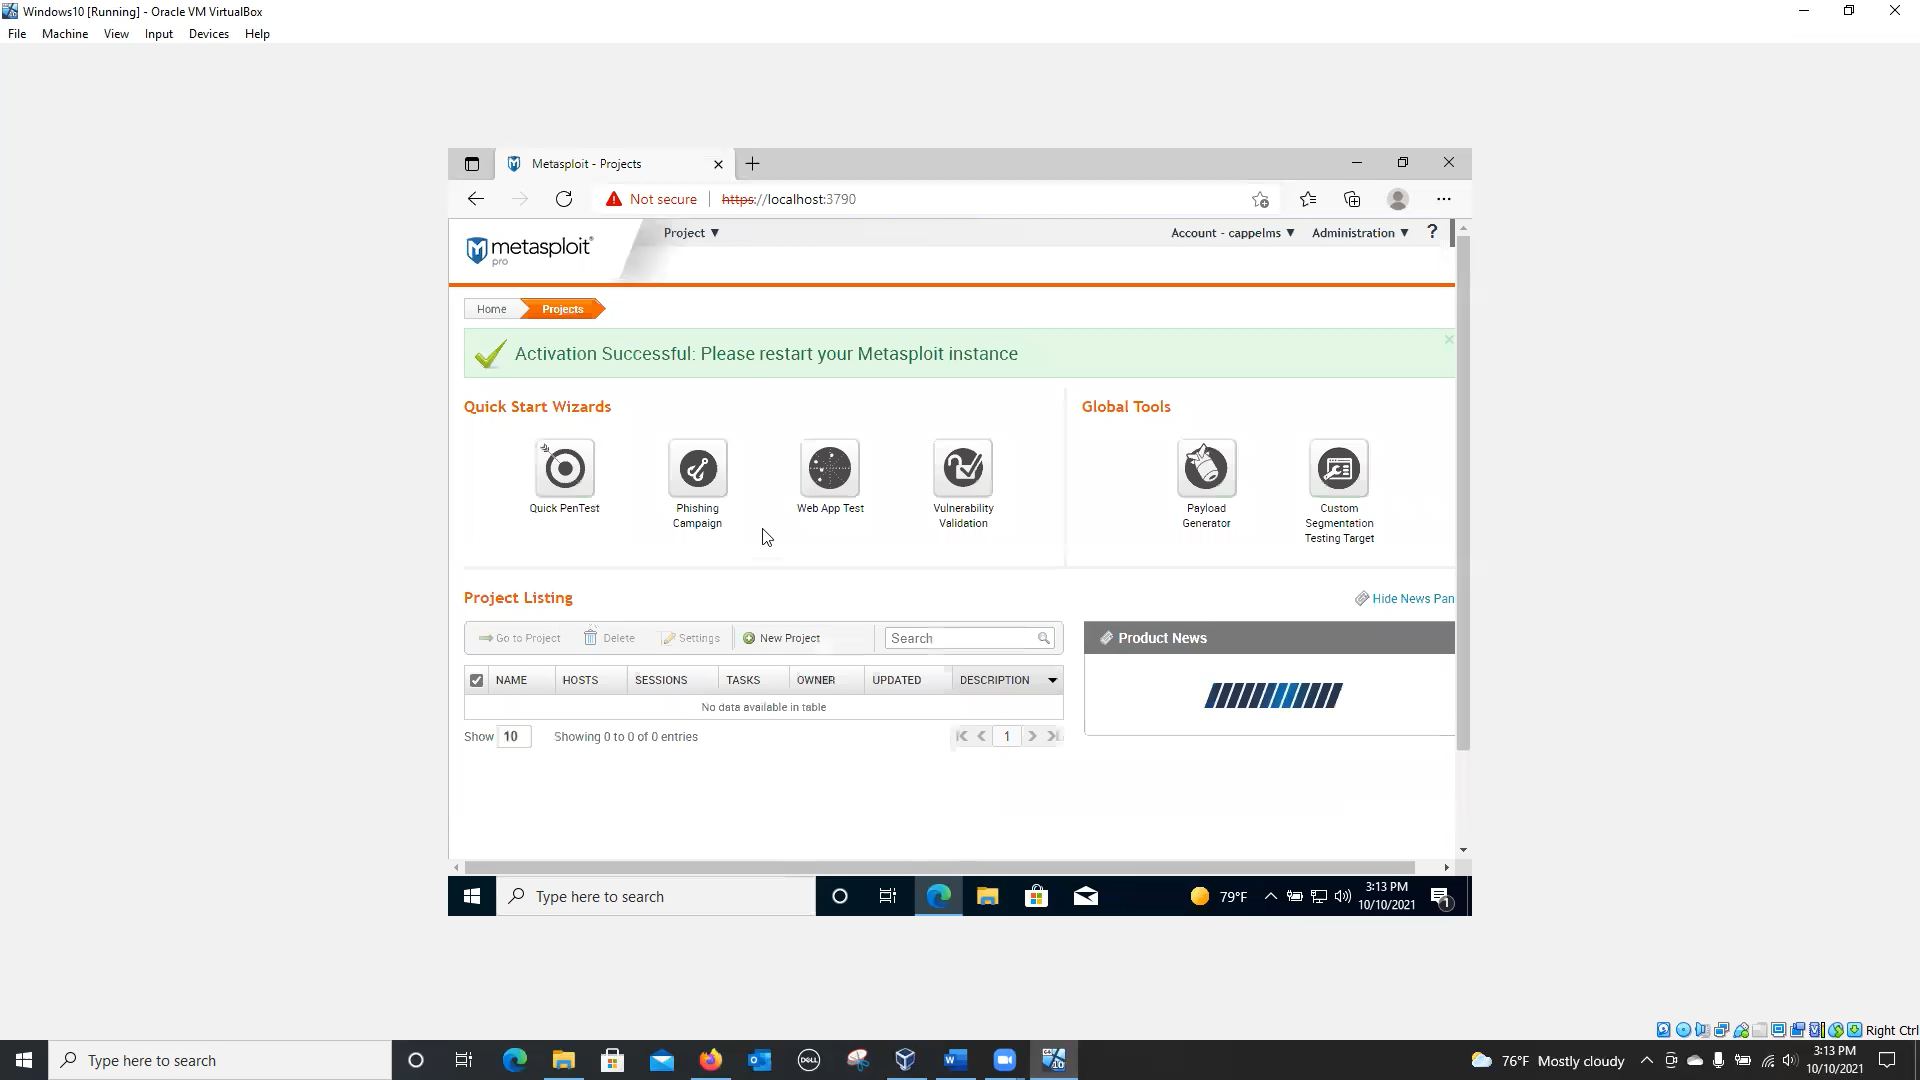 Windows10 [Running] - Oracle VM VirtualBox
File Machine View Input Devices Help
Metasploit - Projects
Not secure https://localhost:3790
metasploit®
pro
Project ▼
Account - cappelms ▼
Administration ▼
?
Home
Projects
Activation Successful: Please restart your Metasploit instance
Quick Start Wizards
Global Tools
Quick PenTest
Phishing
Campaign
Web App Test
Vulnerability
Validation
Payload
Generator
Custom
Segmentation
Testing Target
Project Listing
Hide News Pan
Go to Project
Delete
Settings
New Project
Search
Product News
NAME HOSTS SESSIONS TASKS OWNER UPDATED DESCRIPTION
No data available in table
Show 10 Showing 0 to 0 of 0 entries
1
Type here to search
79°F
3:13 PM
10/10/2021
1
Right Ctrl
Type here to search
DELL
76°F Mostly cloudy
3:13 PM
10/10/2021